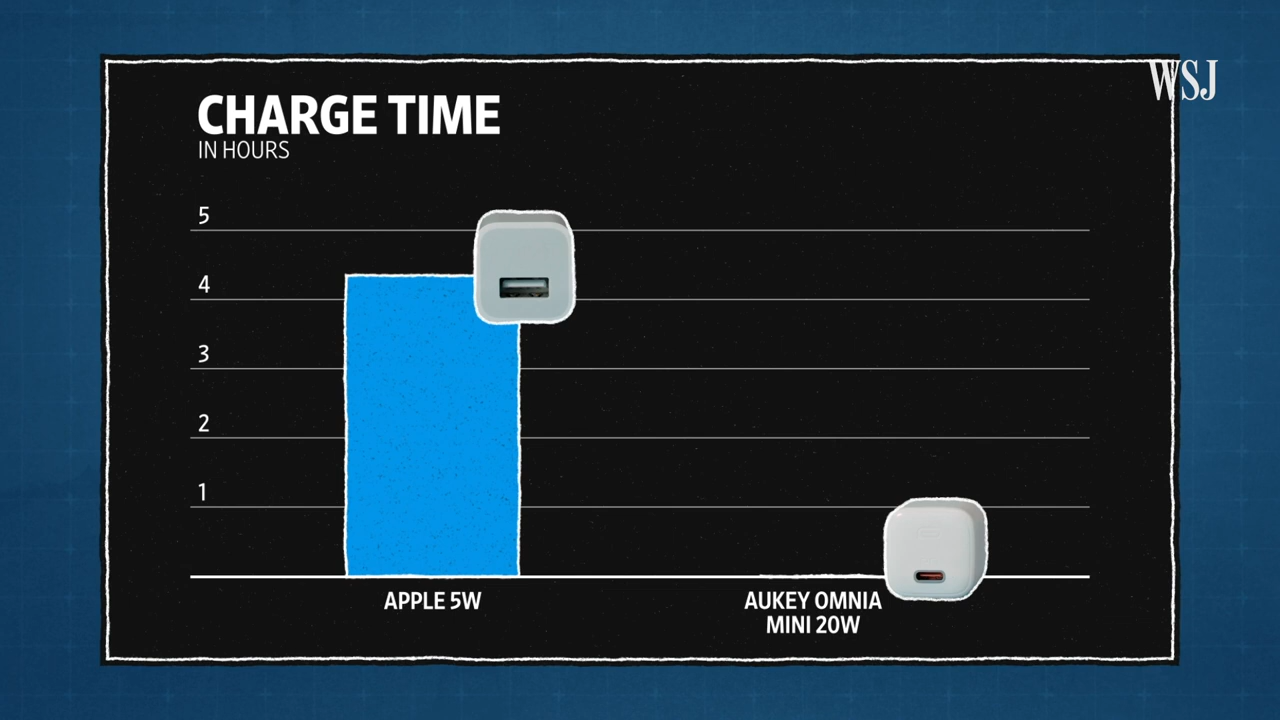 WSJ
CHARGE TIME
IN HOURS
5
4
3
2
1
APPLE 5W
AUKEY OMNIA
MINI 20W